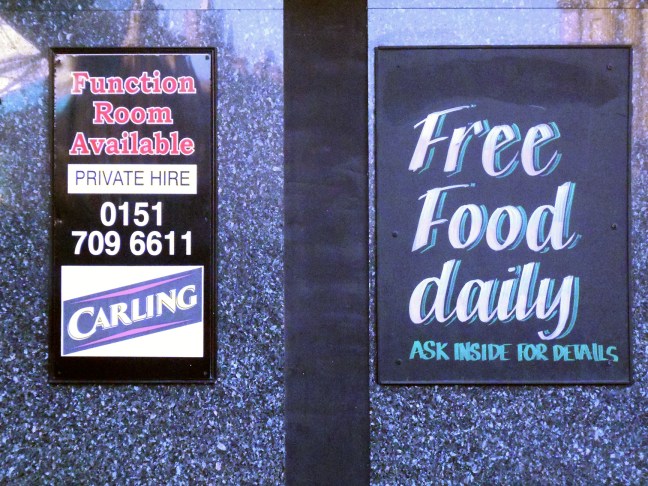 Function
Room
Available
PRIVATE HIRE
0151
709 6611
CARLING
Free
Food
daily
ASK INSIDE FOR DETAILS